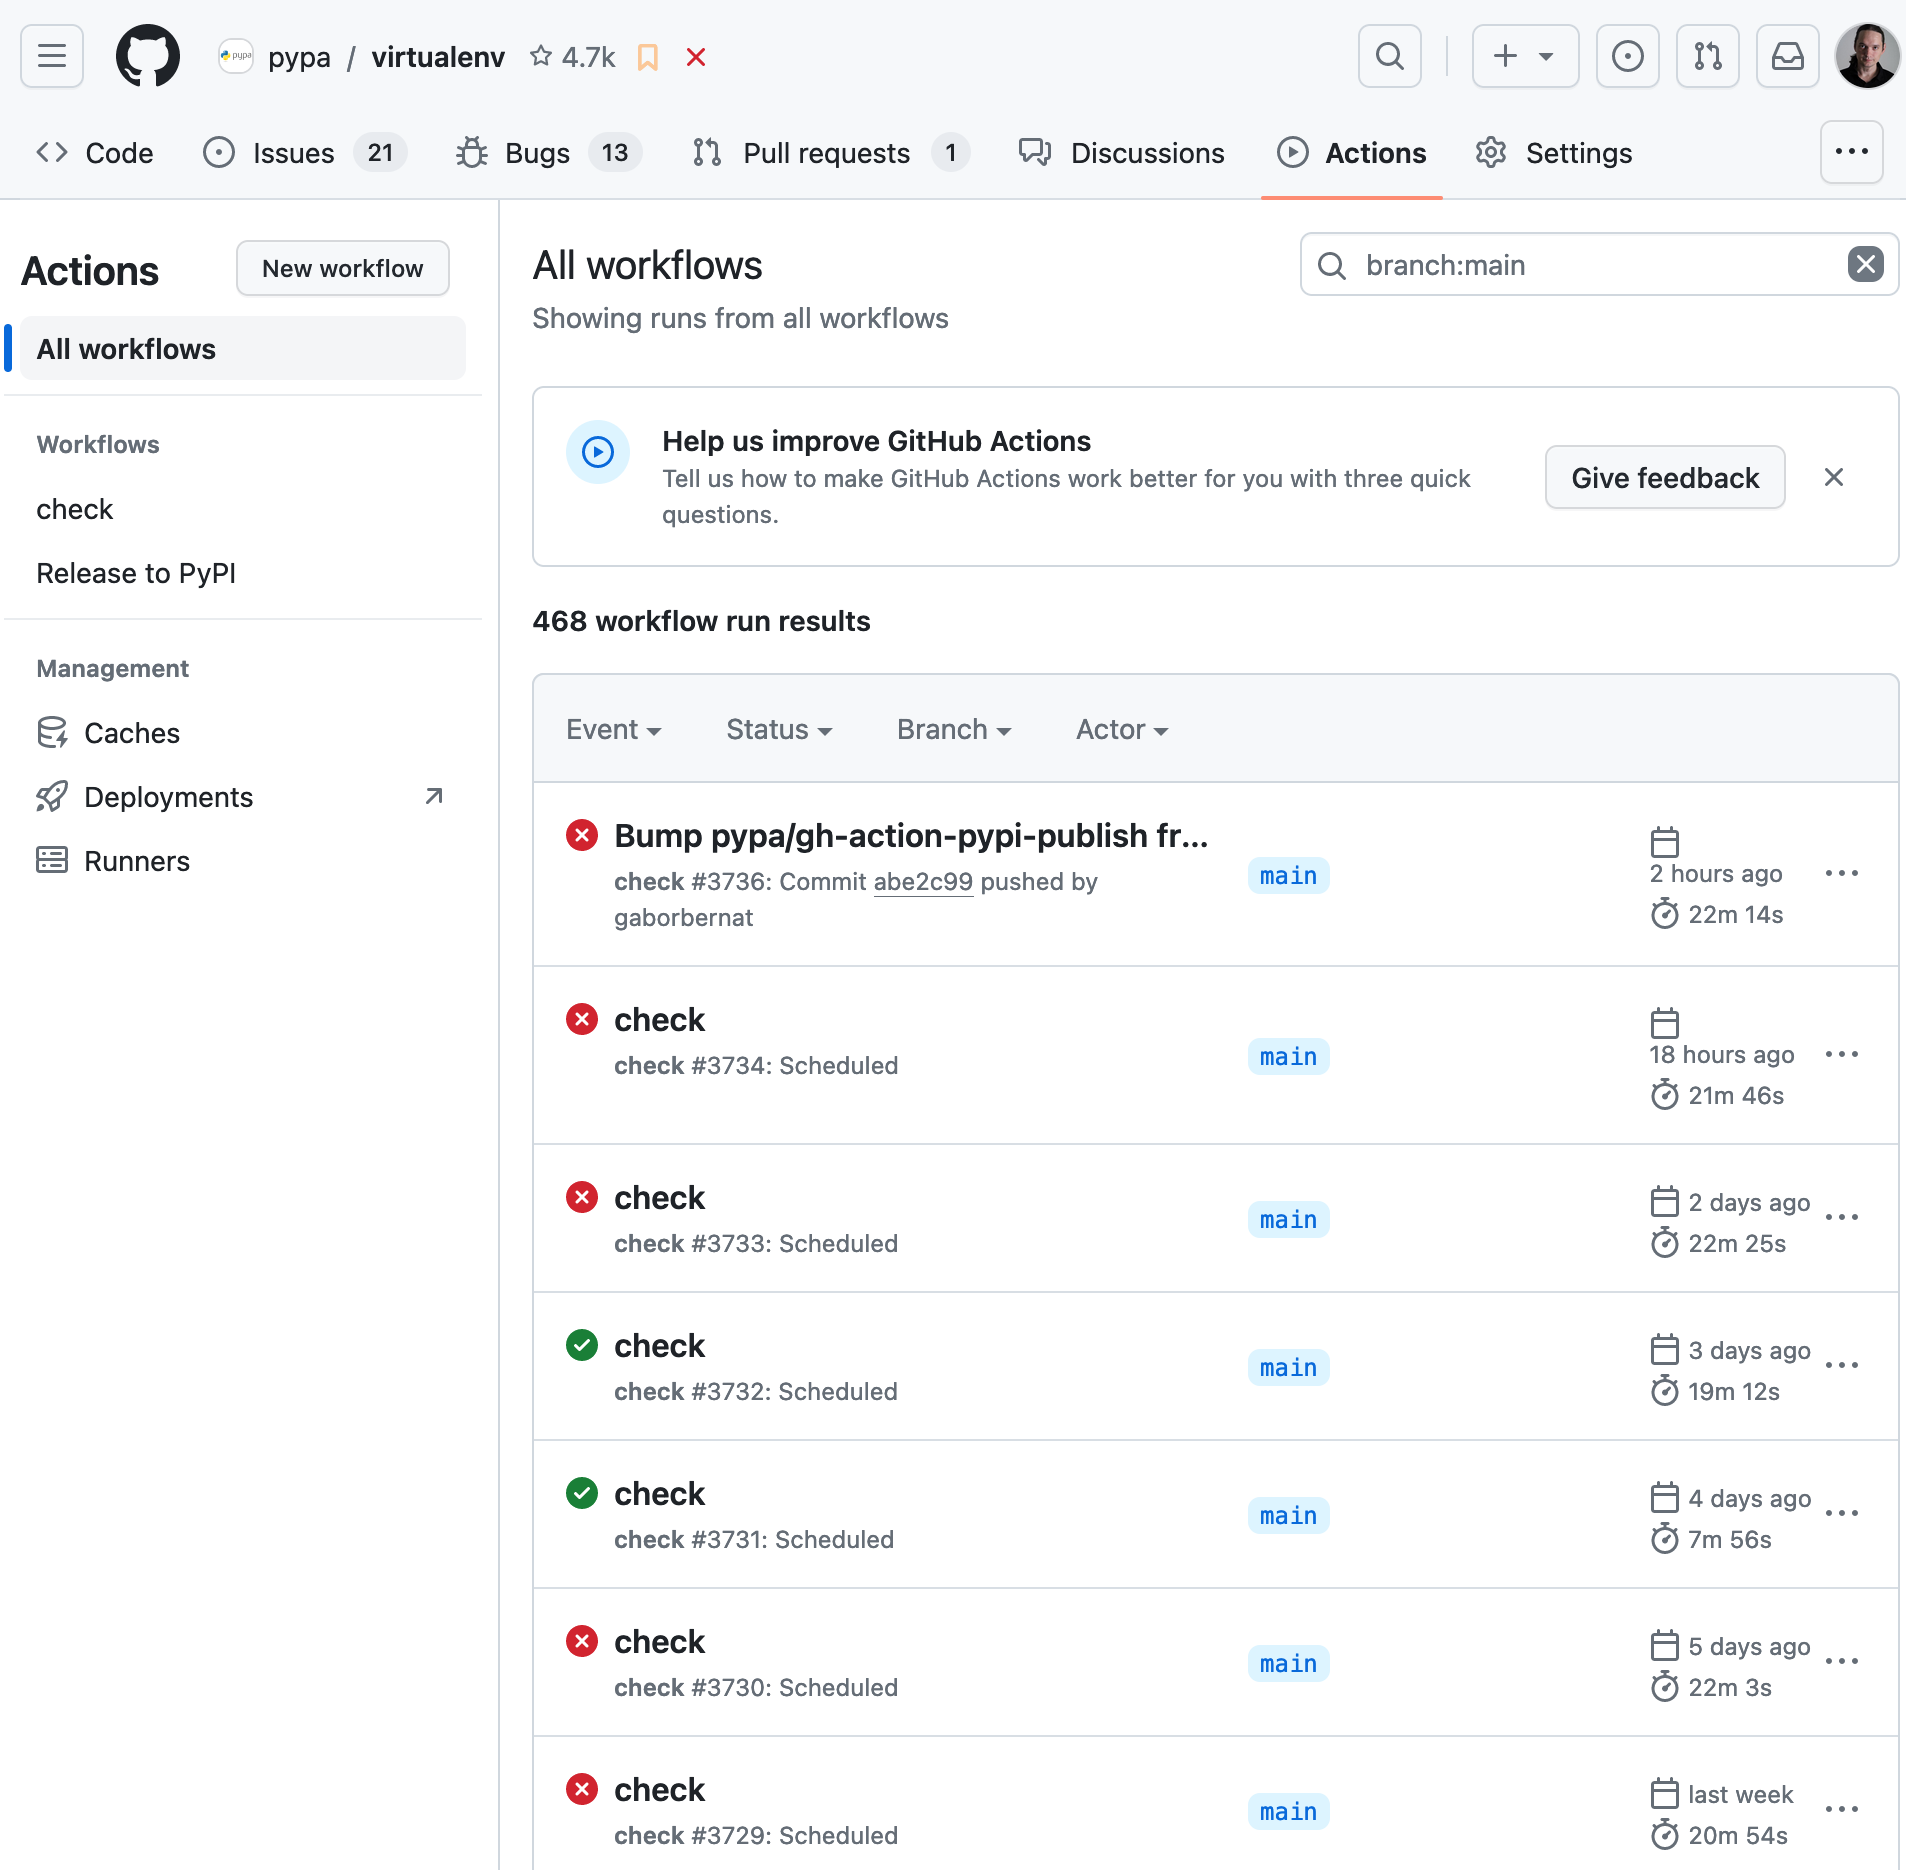 pypa / virtualenv 4.7k
Code Issues 21 Bugs 13 Pull requests 1 Discussions Actions Settings
Actions
New workflow
All workflows
Workflows
check
Release to PyPI
Management
Caches
Deployments
Runners
All workflows
branch:main
Showing runs from all workflows
Help us improve GitHub Actions
Tell us how to make GitHub Actions work better for you with three quick
questions.
Give feedback
468 workflow run results
Event Status Branch Actor
Bump pypa/gh-action-pypi-publish fr...
check #3736: Commit abe2c99 pushed by
gaborbernat
main
2 hours ago
22m 14s
check
check #3734: Scheduled
main
18 hours ago
21m 46s
check
check #3733: Scheduled
main
2 days ago
22m 25s
check
check #3732: Scheduled
main
3 days ago
19m 12s
check
check #3731: Scheduled
main
4 days ago
7m 56s
check
check #3730: Scheduled
main
5 days ago
22m 3s
check
check #3729: Scheduled
main
last week
20m 54s